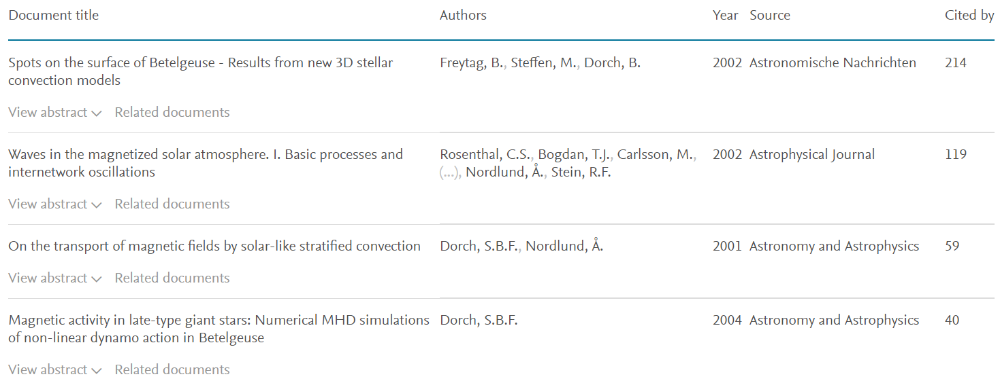 Document title Authors Year Source Cited by
Spots on the surface of Betelgeuse - Results from new 3D stellar Freytag, B., Steffen, M., Dorch, B. 2002 Astronomische Nachrichten 214
convection models
View abstract Related documents
Waves in the magnetized solar atmosphere. I. Basic processes and Rosenthal, C.S., Bogdan, T.J., Carlsson, M., 2002 Astrophysical Journal 119
internetwork oscillations (...), Nordlund, Å., Stein, R.F.
View abstract Related documents
On the transport of magnetic fields by solar-like stratified convection Dorch, S.B.F., Nordlund, Å. 2001 Astronomy and Astrophysics 59
View abstract Related documents
Magnetic activity in late-type giant stars: Numerical MHD simulations Dorch, S.B.F. 2004 Astronomy and Astrophysics 40
of non-linear dynamo action in Betelgeuse
View abstract Related documents